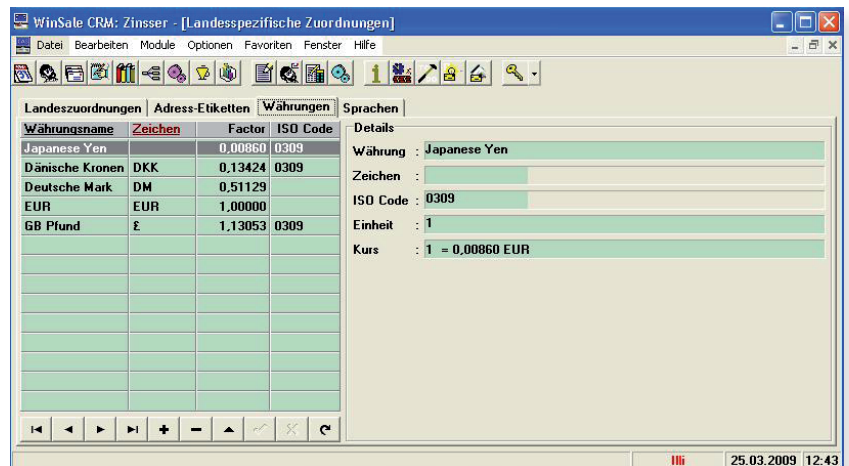 WinSale CRM: Zinsser - [Landesspezifische Zuordnungen]
Datei Bearbeiten Module Optionen Favoriten Fenster Hilfe
Landeszuordnungen Adress-Etiketten Währungen Sprachen
Währungsname Zeichen Factor ISO Code
Japanese Yen 0,00860 0309
Dänische Kronen DKK 0,13424 0309
Deutsche Mark DM 0,51129
EUR EUR 1,00000
GB Pfund £ 1,13053 0309
Details
Währung : Japanese Yen
Zeichen :
ISO Code : 0309
Einheit : 1
Kurs : 1 = 0,00860 EUR
Illi 25.03.2009 12:43